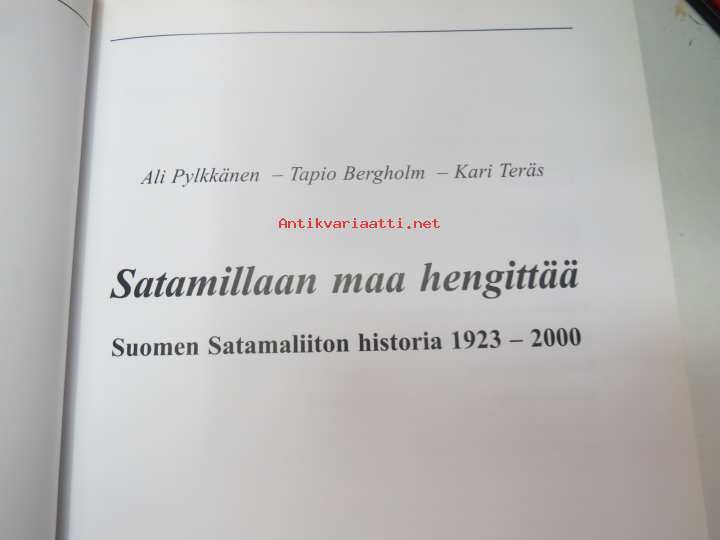 Ali Pylkkänen – Tapio Bergholm – Kari Teräs
Antikvariaatti.net
Satamillaan maa hengittää
Suomen Satamaliiton historia 1923 – 2000